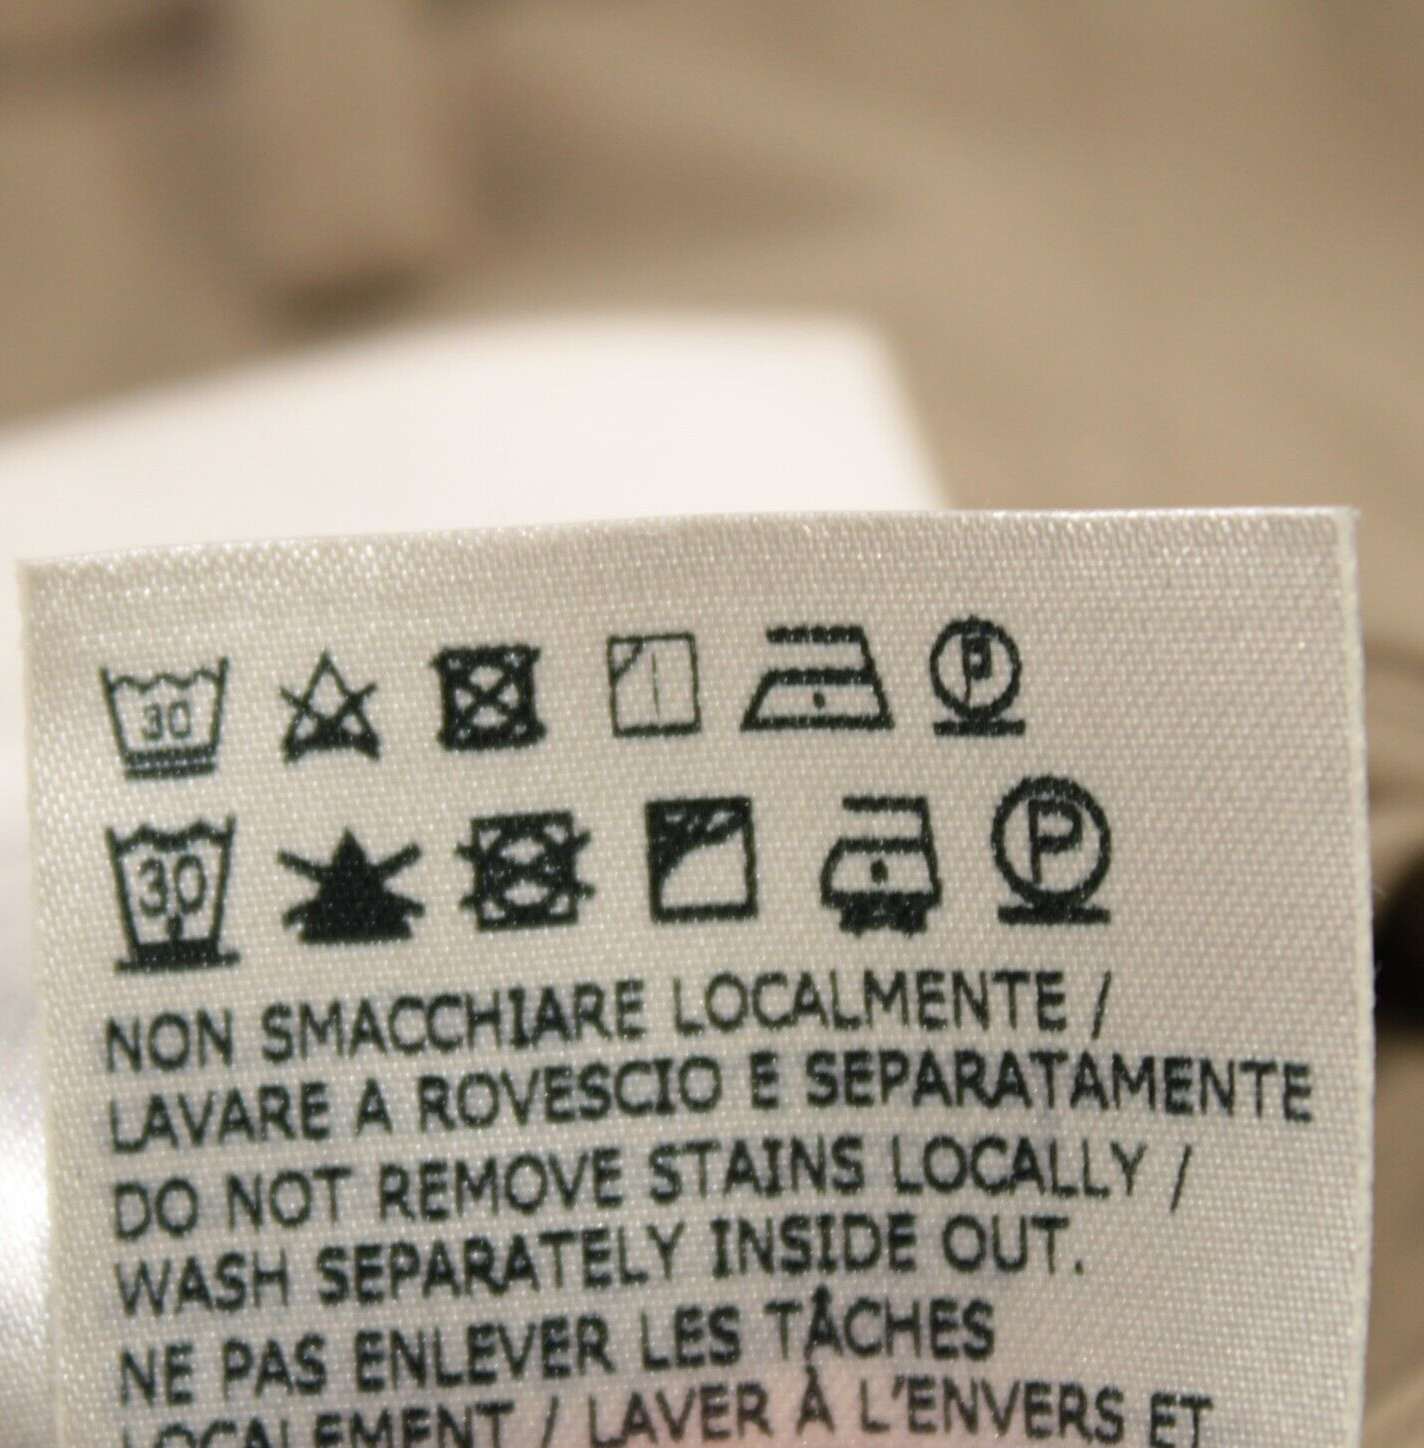 30 P
30 P
NON SMACCHIARE LOCALMENTE /
LAVARE A ROVESCIO E SEPARATAMENTE
DO NOT REMOVE STAINS LOCALLY /
WASH SEPARATELY INSIDE OUT.
NE PAS ENLEVER LES TÂCHES
LOCALEMENT / LAVER À L'ENVERS ET